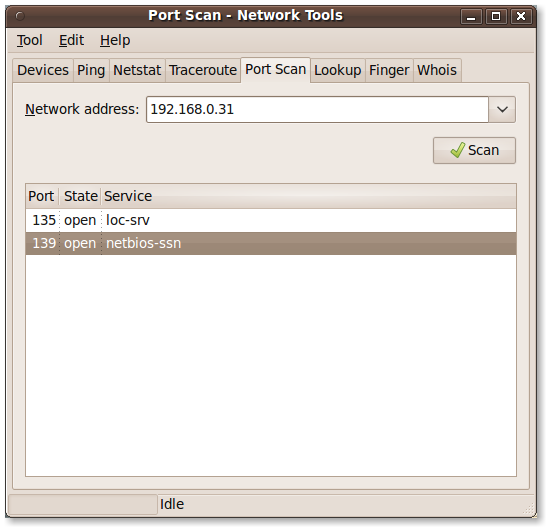 Port Scan - Network Tools
Tool Edit Help
Devices Ping Netstat Traceroute Port Scan Lookup Finger Whois
Network address: 192.168.0.31
Scan
Port State Service
135 open loc-srv
139 open netbios-ssn
Idle